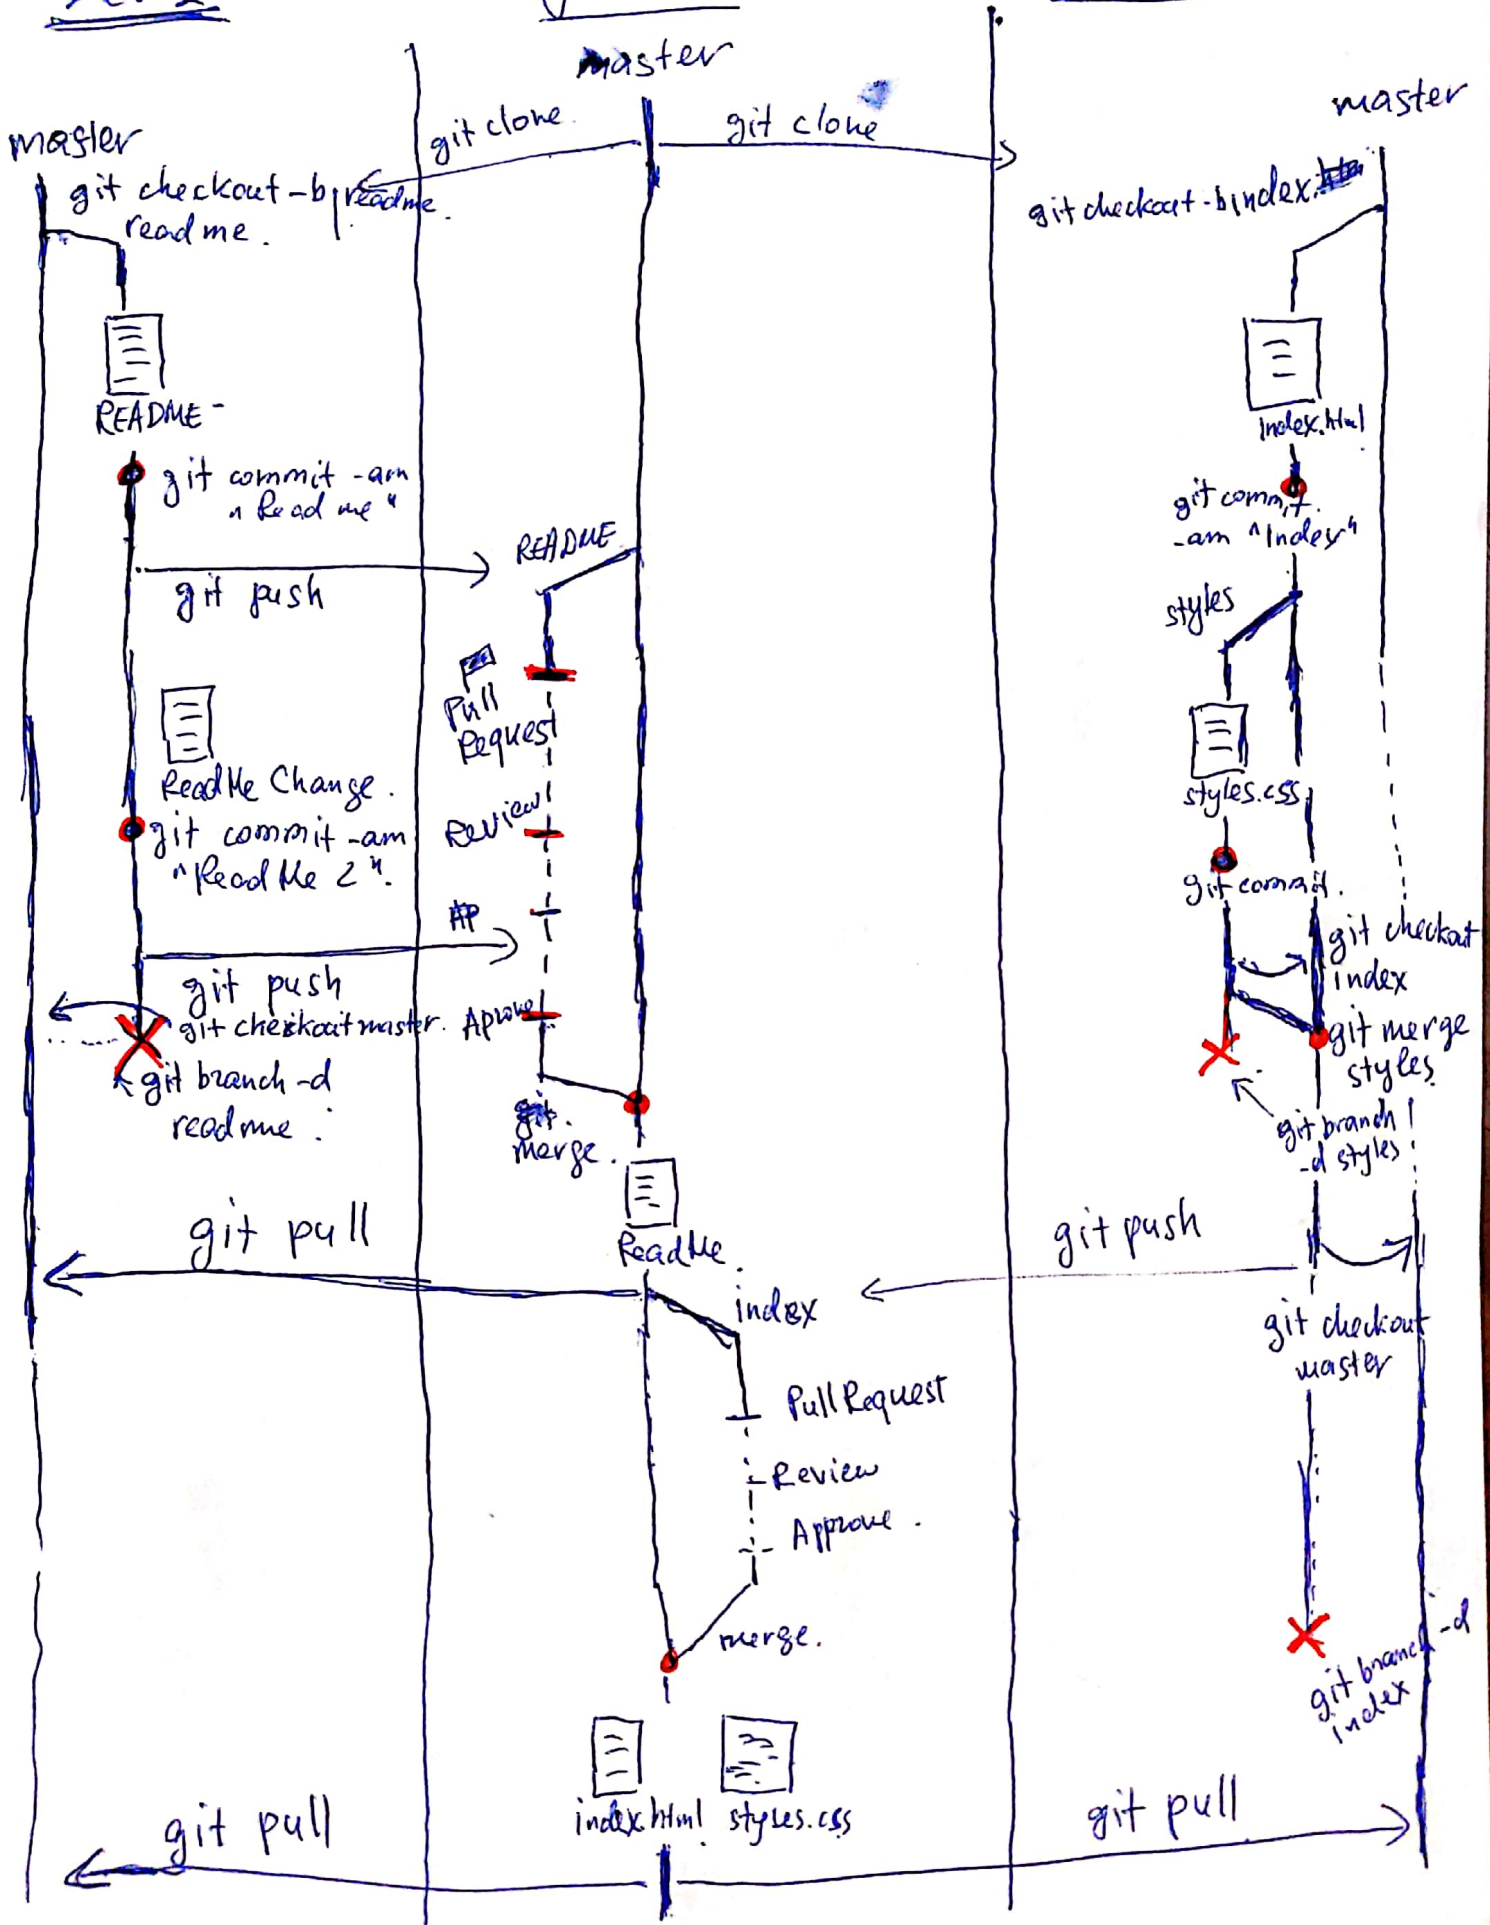 master
git clone
git clone
master
master
git checkout -b readme.
readme.
git checkout -b index.
README
index.html
git commit -am
"Read me"
git commit
-am "Index"
README
git push
styles
Pull
Request
ReadMe Change.
styles.css
Review
git commit -am
"ReadMe 2".
git commit.
AP
git checkout
index
git push
git checkout master.
Aprove
git merge
styles
git branch -d
readme
git.
merge.
git branch
-d styles
git pull
ReadMe.
git push
index
git checkout
master
Pull Request
Review
Approve.
merge.
git branch -d
index
index.html
styles.css
git pull
git pull